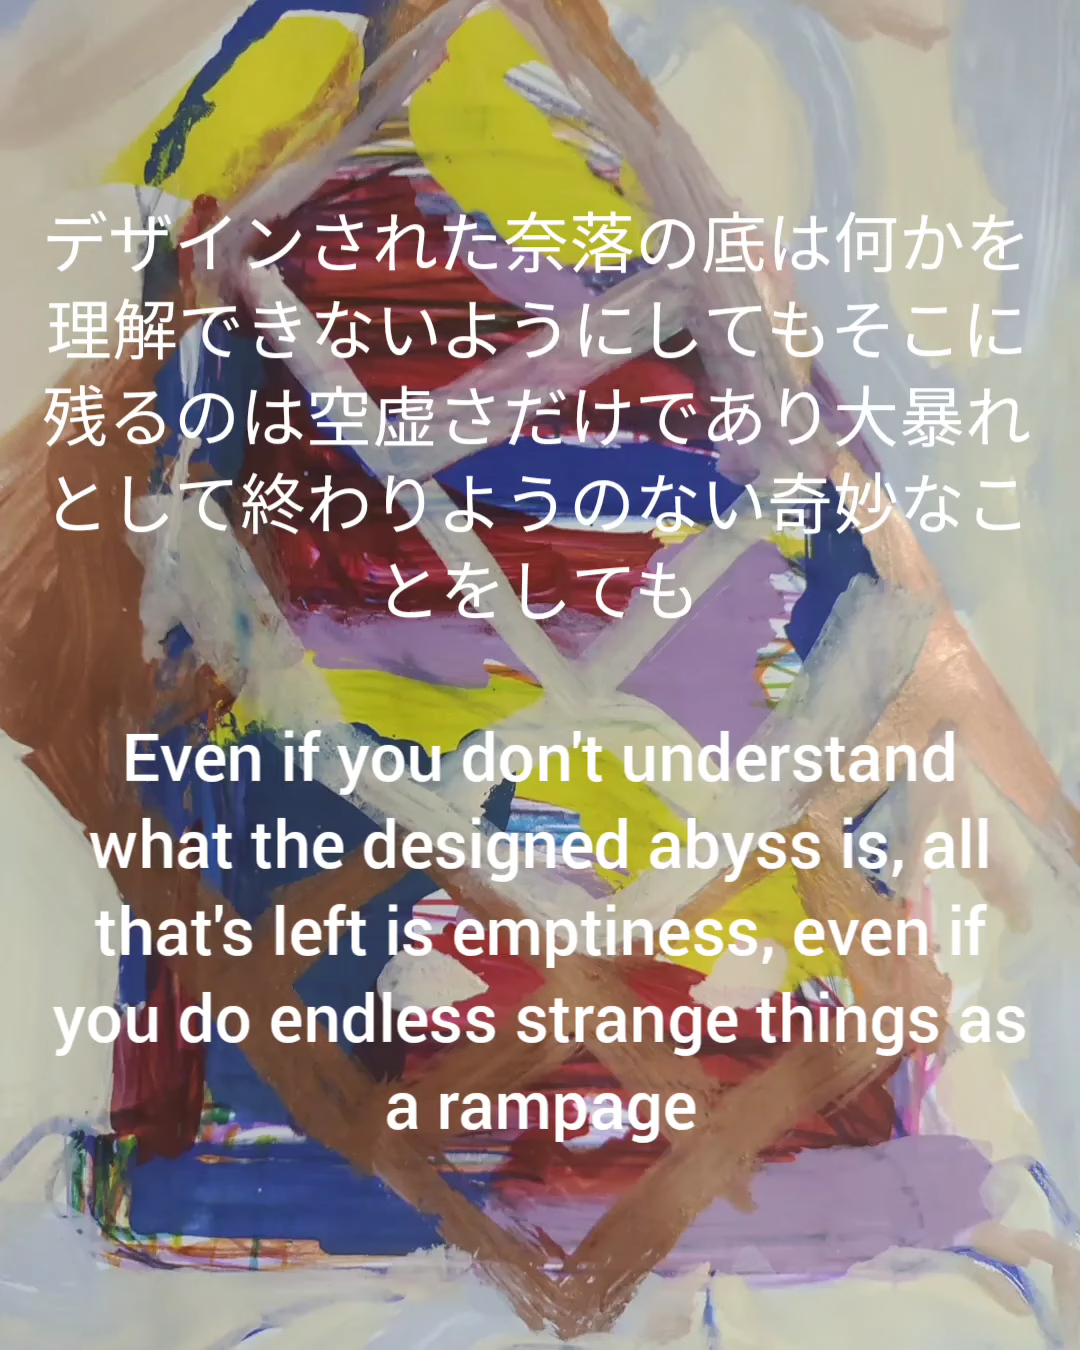 デザインされた奈落の底は何かを
理解できないようにしてもそこに
残るのは空虚さだけであり大暴れ
として終わりようのない奇妙なこ
とをしても
Even if you don't understand
what the designed abyss is, all
that's left is emptiness, even if
you do endless strange things as
a rampage